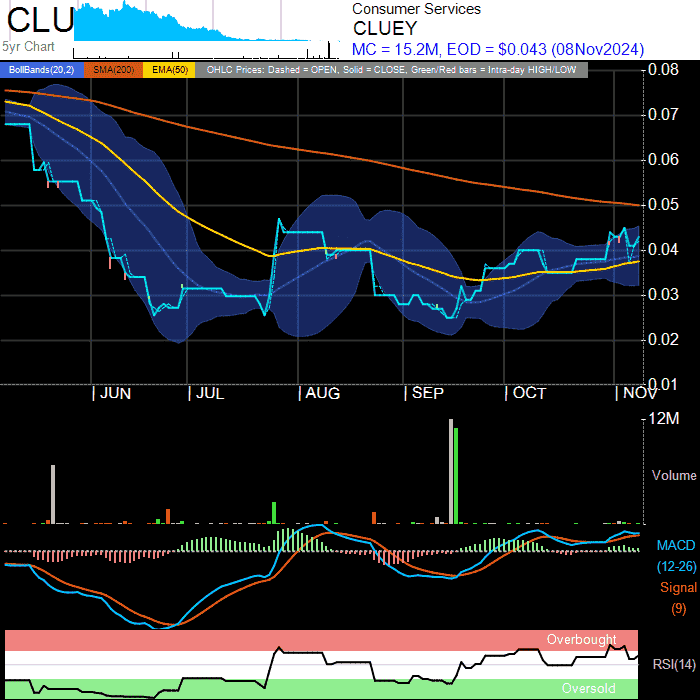 CLU
Consumer Services
CLUEY
5yr Chart
MC = 15.2M, EOD = $0.043 (08Nov2024)
BollBands(20,2) SMA(200) EMA(50) OHLC Prices: Dashed = OPEN, Solid = CLOSE, Green/Red bars = Intra-day HIGH/LOW
0.08
0.07
0.06
0.05
0.04
0.03
0.02
0.01
JUN JUL AUG SEP OCT NOV
12M
Volume
MACD
(12-26)
Signal
(9)
Overbought
RSI(14)
Oversold